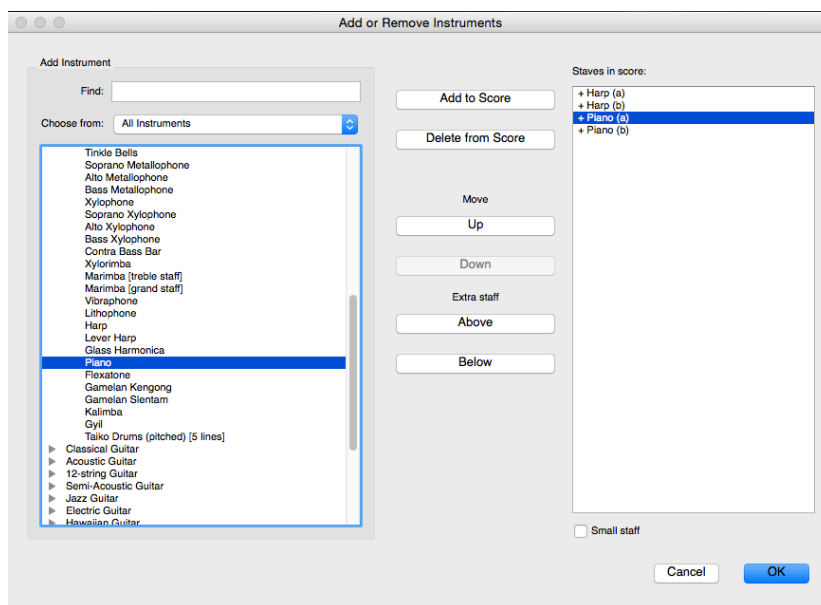 Add or Remove Instruments
Add Instrument
Find:
Choose from: All Instruments
Tinkle Bells
Soprano Metallophone
Alto Metallophone
Bass Metallophone
Xylophone
Soprano Xylophone
Alto Xylophone
Bass Xylophone
Contra Bass Bar
Xylorimba
Marimba [treble staff]
Marimba [grand staff]
Vibraphone
Lithophone
Harp
Lever Harp
Glass Harmonica
Piano
Flexatone
Gamelan Kengong
Gamelan Slentam
Kalimba
Gyil
Taiko Drums (pitched) [5 lines]
Classical Guitar
Acoustic Guitar
12-string Guitar
Semi-Acoustic Guitar
Jazz Guitar
Electric Guitar
Hawaiian Guitar
Add to Score
Delete from Score
Move
Up
Down
Extra staff
Above
Below
Staves in score:
+ Harp (a)
+ Harp (b)
+ Piano (a)
+ Piano (b)
Small staff
Cancel
OK